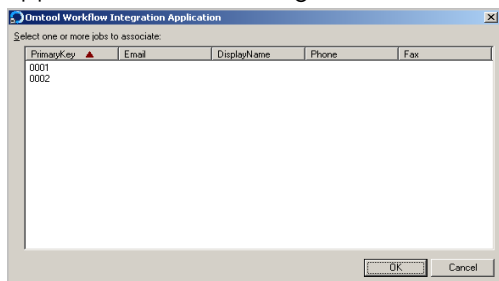 Omtool Workflow Integration Application
Select one or more jobs to associate:
PrimaryKey Email DisplayName Phone Fax
0001
0002
OK Cancel